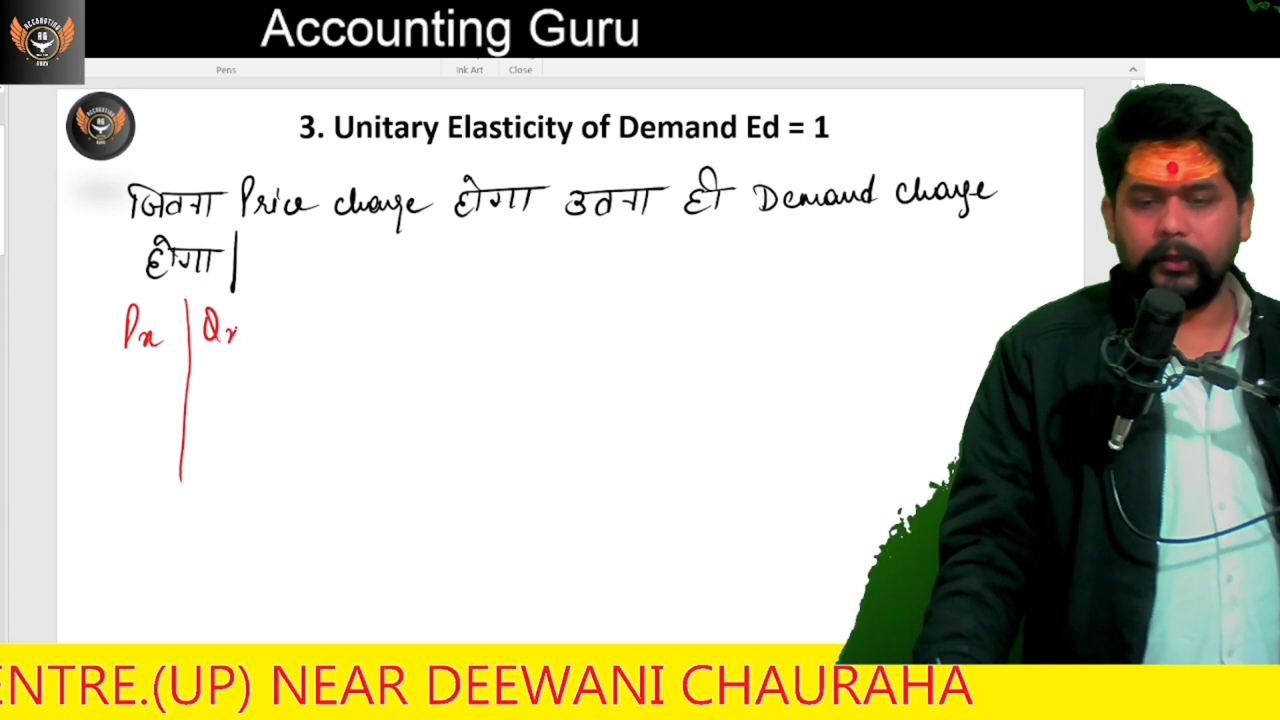 Accounting Guru
Pens
Ink Art
Close
3. Unitary Elasticity of Demand Ed = 1
जितना Price change होगा उतना ही Demand change
होगा|
Px | Qx
ENTRE.(UP) NEAR DEEWANI CHAURAHA